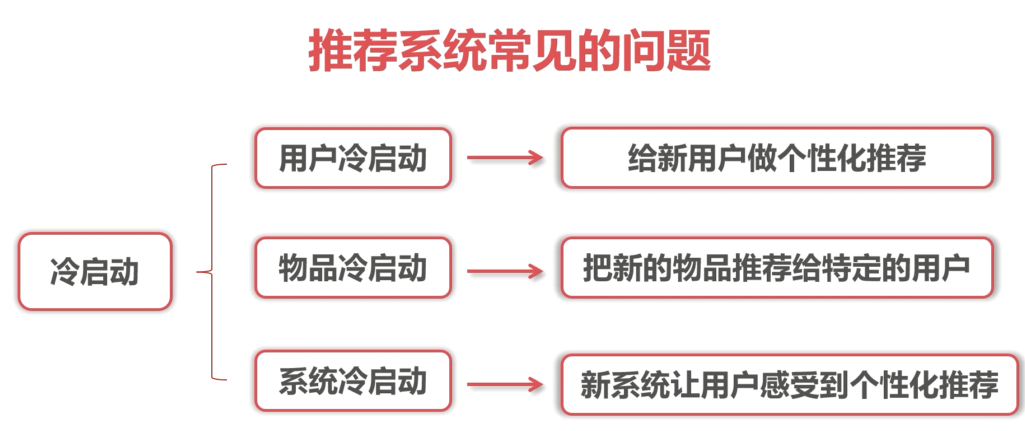 推荐系统常见的问题
用户冷启动
给新用户做个性化推荐
冷启动
物品冷启动
把新的物品推荐给特定的用户
系统冷启动
新系统让用户感受到个性化推荐